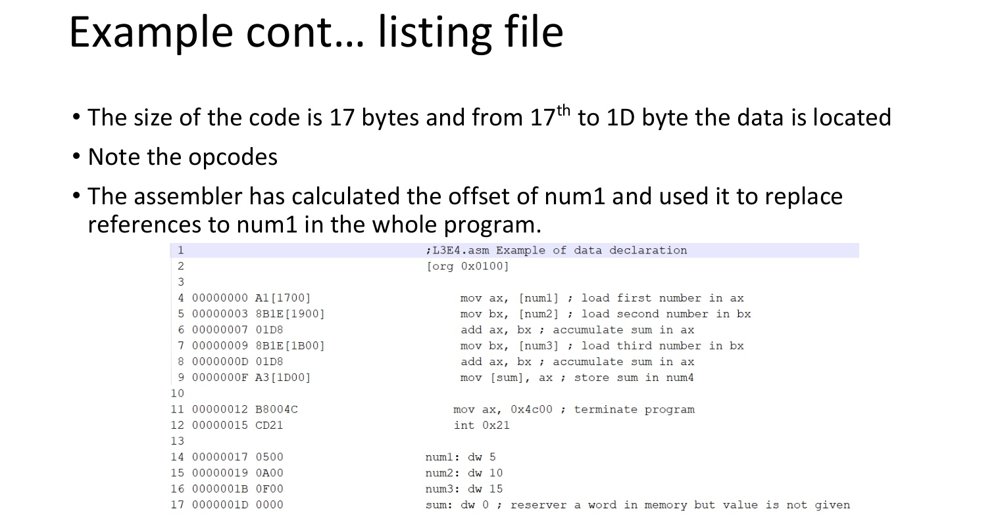 Example cont... listing file
• The size of the code is 17 bytes and from 17th to 1D byte the data is located
• Note the opcodes
• The assembler has calculated the offset of num1 and used it to replace
references to num1 in the whole program.
1 ;L3E4.asm Example of data declaration
2 [org 0x0100]
3
4 00000000 A1[1700] mov ax, [num1] ; load first number in ax
5 00000003 8B1E[1900] mov bx, [num2] ; load second number in bx
6 00000007 01D8 add ax, bx ; accumulate sum in ax
7 00000009 8B1E[1B00] mov bx, [num3] ; load third number in bx
8 0000000D 01D8 add ax, bx ; accumulate sum in ax
9 0000000F A3[1D00] mov [sum], ax ; store sum in num4
10
11 00000012 B8004C mov ax, 0x4c00 ; terminate program
12 00000015 CD21 int 0x21
13
14 00000017 0500 num1: dw 5
15 00000019 0A00 num2: dw 10
16 0000001B 0F00 num3: dw 15
17 0000001D 0000 sum: dw 0 ; reserver a word in memory but value is not given